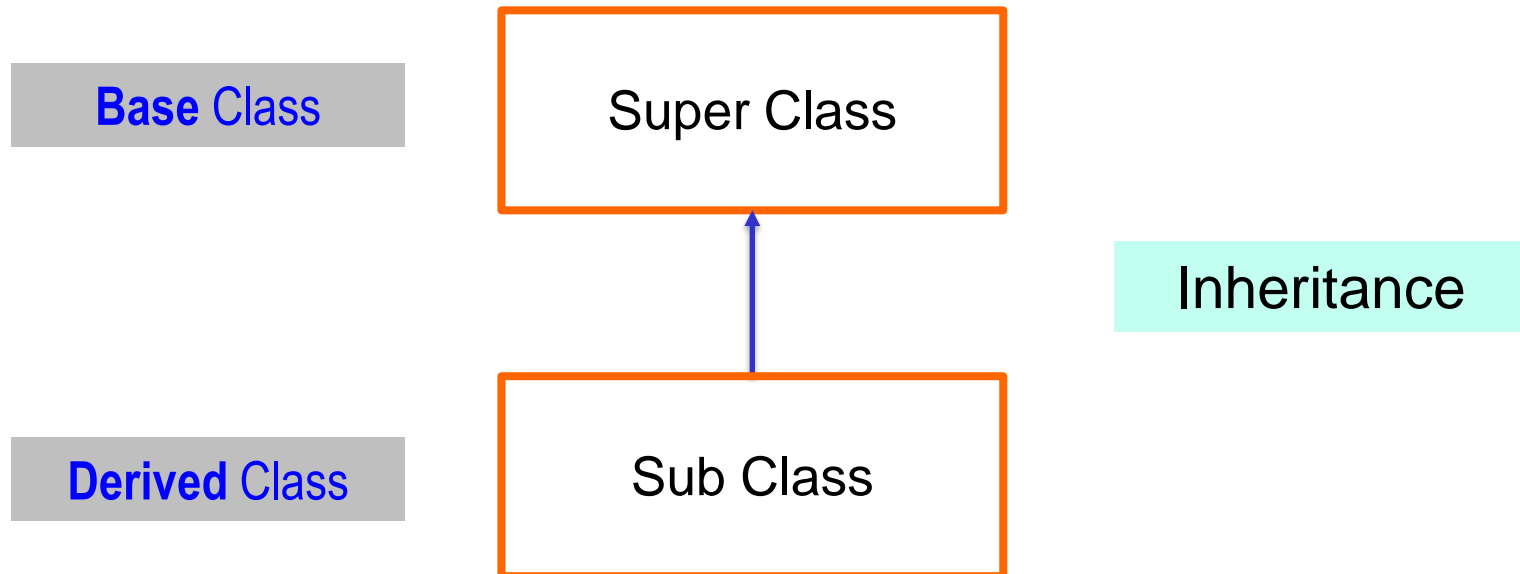 Base Class
Super Class
Inheritance
Derived Class
Sub Class